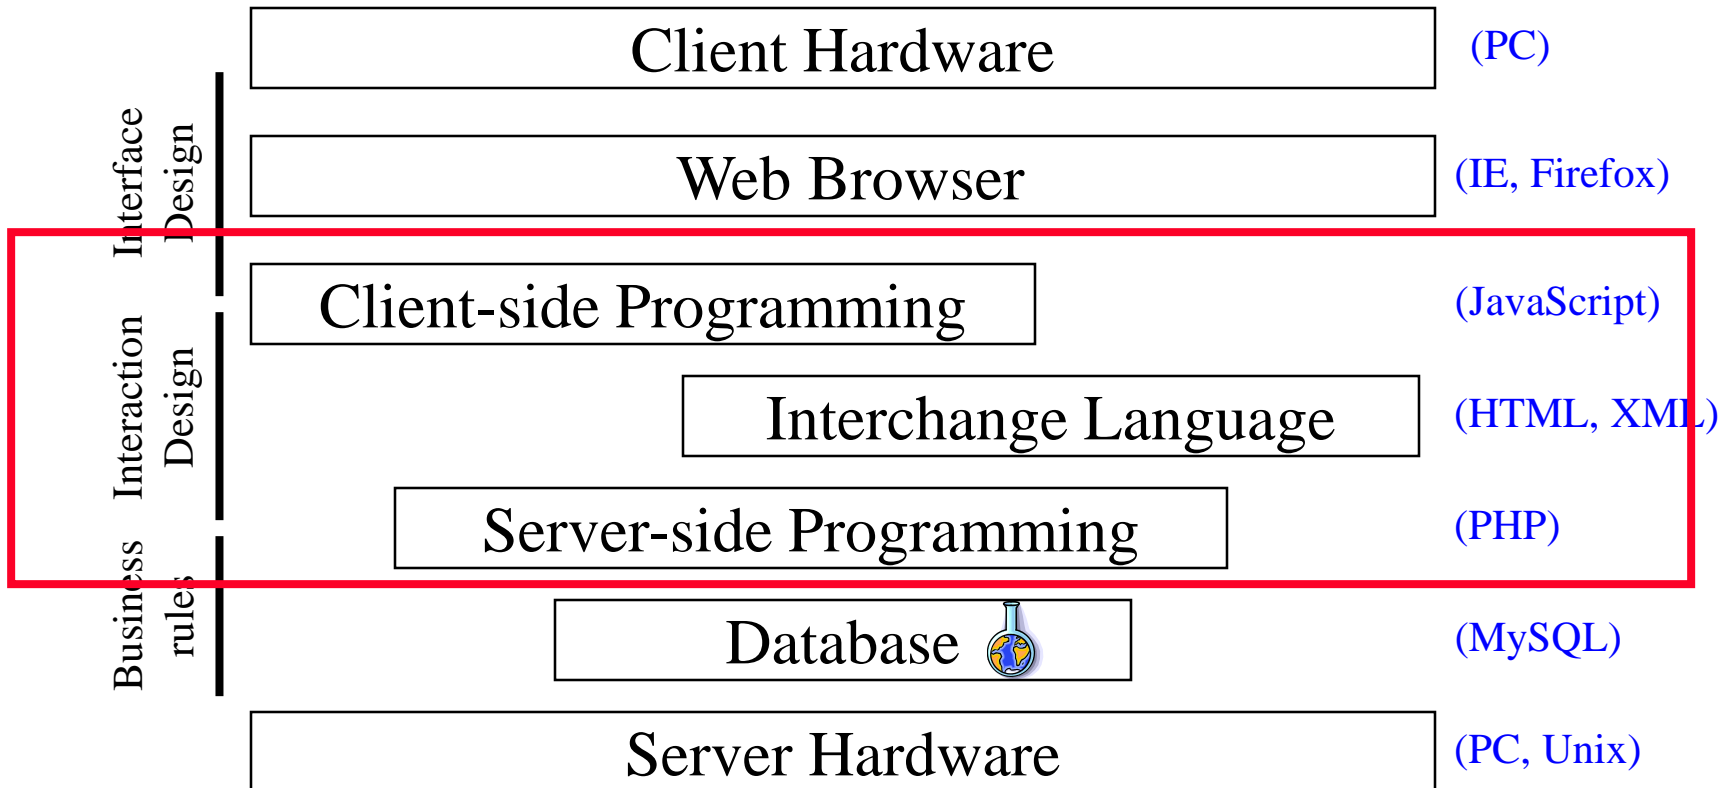 Client Hardware (PC)
Interface
Design
Web Browser (IE, Firefox)
Client-side Programming (JavaScript)
Interaction
Design
Interchange Language (HTML, XML)
Server-side Programming (PHP)
Business
rules
Database (MySQL)
Server Hardware (PC, Unix)